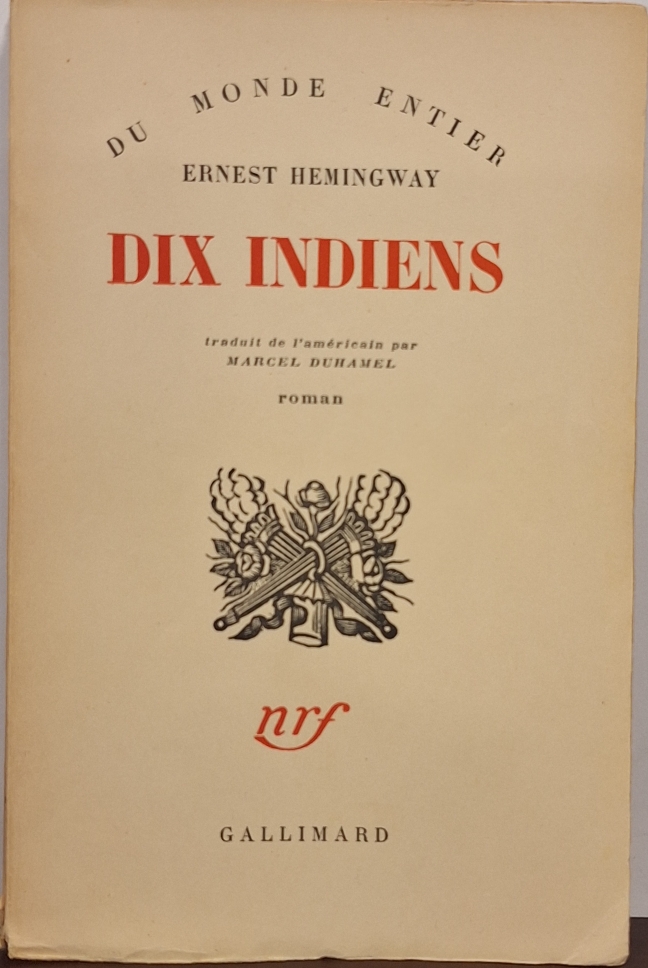 DU MONDE ENTIER
ERNEST HEMINGWAY
DIX INDIENS
traduit de l'américain par
MARCEL DUHAMEL
roman
nrf
GALLIMARD